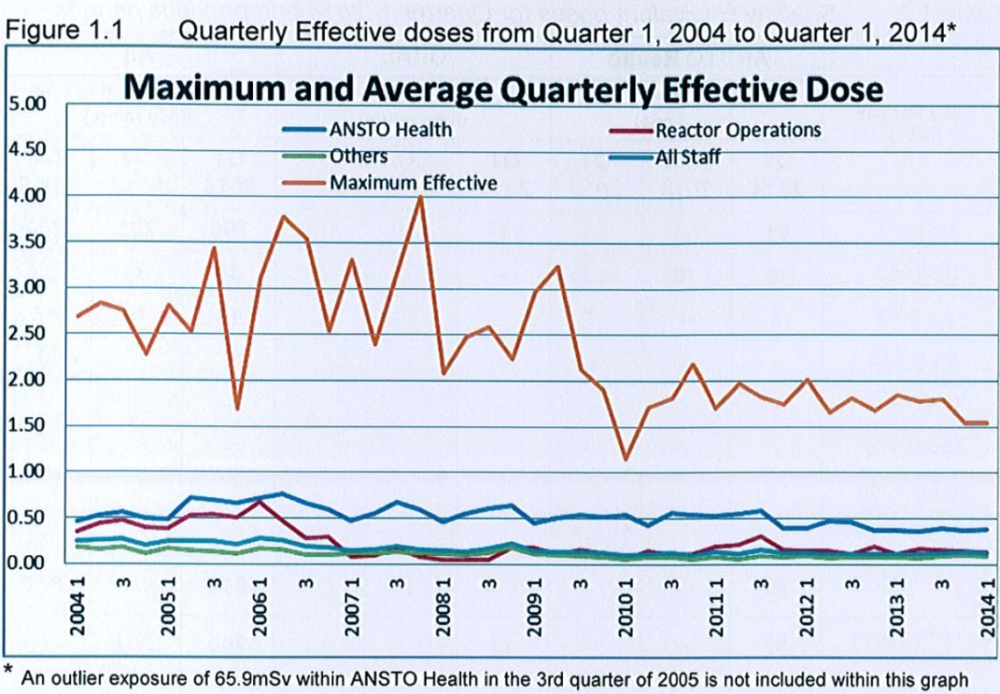 Figure 1.1 Quarterly Effective doses from Quarter 1, 2004 to Quarter 1, 2014*
Maximum and Average Quarterly Effective Dose
ANSTO Health Reactor Operations
Others All Staff
Maximum Effective
5.00
4.50
4.00
3.50
3.00
2.50
2.00
1.50
1.00
0.50
0.00
2004 1 3 2005 1 3 2006 1 3 2007 1 3 2008 1 3 2009 1 3 2010 1 3 2011 1 3 2012 1 3 2013 1 3 2014 1
* An outlier exposure of 65.9mSv within ANSTO Health in the 3rd quarter of 2005 is not included within this graph